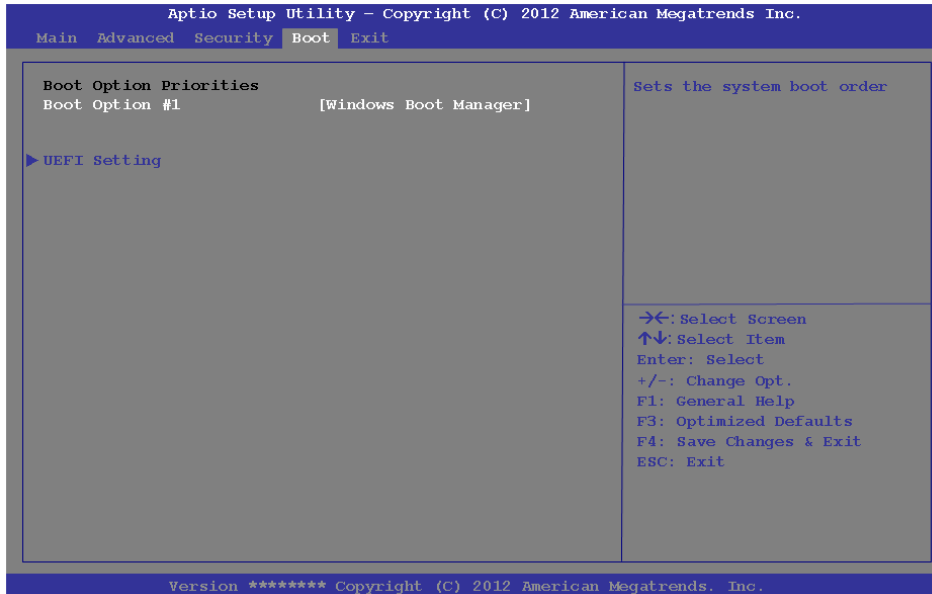 Aptio Setup Utility – Copyright (C) 2012 American Megatrends Inc.
Main Advanced Security Boot Exit
Boot Option Priorities
Boot Option #1 [Windows Boot Manager]
▶ UEFI Setting
Sets the system boot order
→←: Select Screen
↑↓: Select Item
Enter: Select
+/-: Change Opt.
F1: General Help
F3: Optimized Defaults
F4: Save Changes & Exit
ESC: Exit
Version ******** Copyright (C) 2012 American Megatrends. Inc.